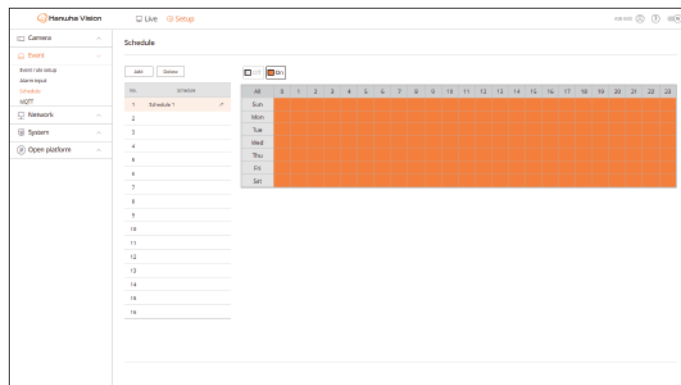 Hanwha Vision
Live
Setup
Camera
Event
Event rule setup
Alarm input
Schedule
MQTT
Network
System
Open platform
Schedule
Add
Delete
No. Schedule
1 Schedule 1
2
3
4
5
6
7
8
9
10
11
12
13
14
15
16
Off
On
All 0 1 2 3 4 5 6 7 8 9 10 11 12 13 14 15 16 17 18 19 20 21 22 23
Sun
Mon
Tue
Wed
Thu
Fri
Sat